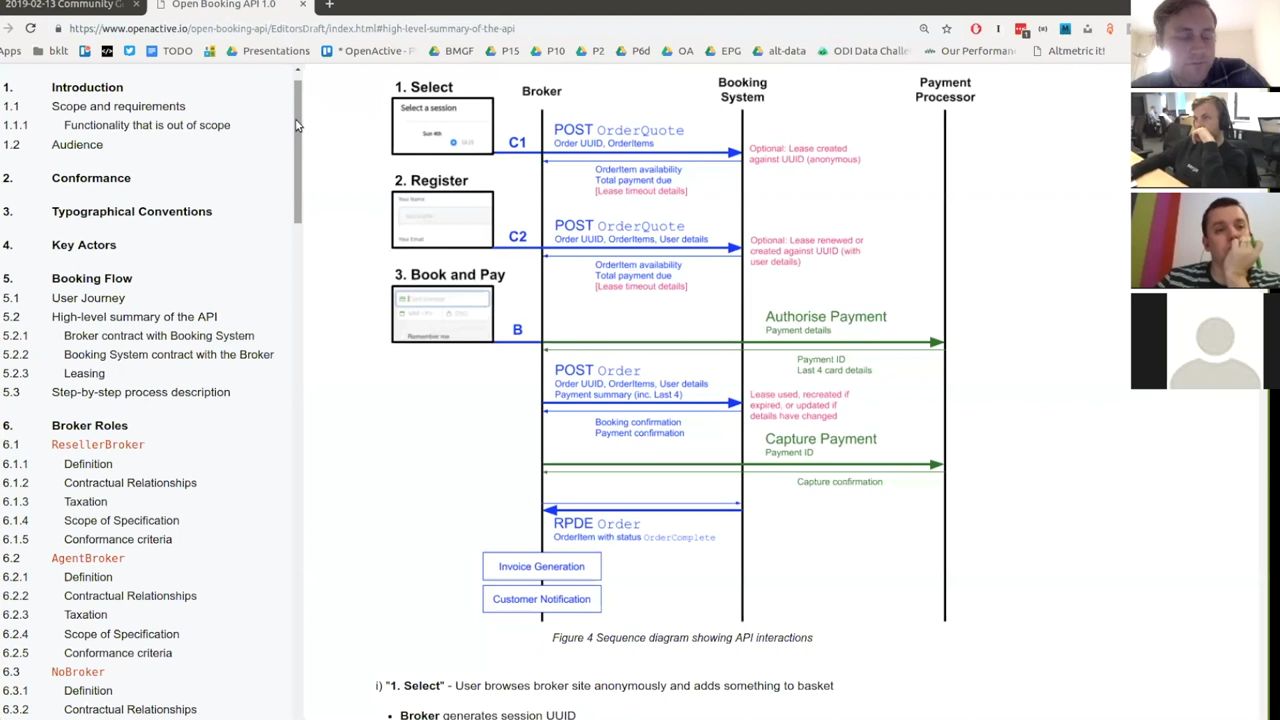 2019-02-13 Community G
Open Booking API 1.0
https://www.openactive.io/open-booking-api/EditorsDraft/index.html#high-level-summary-of-the-api
Apps
bklt
TODO
Presentations
* OpenActive - P
BMGF
P15
P10
P2
P6d
OA
EPG
alt-data
ODI Data Challe
Our Performan
Altmetric it!
1. Introduction
1.1 Scope and requirements
1.1.1 Functionality that is out of scope
1.2 Audience
2. Conformance
3. Typographical Conventions
4. Key Actors
5. Booking Flow
5.1 User Journey
5.2 High-level summary of the API
5.2.1 Broker contract with Booking System
5.2.2 Booking System contract with the Broker
5.2.3 Leasing
5.3 Step-by-step process description
6. Broker Roles
6.1 ResellerBroker
6.1.1 Definition
6.1.2 Contractual Relationships
6.1.3 Taxation
6.1.4 Scope of Specification
6.1.5 Conformance criteria
6.2 AgentBroker
6.2.1 Definition
6.2.2 Contractual Relationships
6.2.3 Taxation
6.2.4 Scope of Specification
6.2.5 Conformance criteria
6.3 NoBroker
6.3.1 Definition
6.3.2 Contractual Relationships
Broker
Booking
System
Payment
Processor
1. Select
Select a session
Sun 4th
C1
POST OrderQuote
Order UUID, OrderItems
Optional: Lease created
against UUID (anonymous)
OrderItem availability
Total payment due
[Lease timeout details]
2. Register
Your Name
Your Email
C2
POST OrderQuote
Order UUID, OrderItems, User details
Optional: Lease renewed or
created against UUID (with
user details)
OrderItem availability
Total payment due
[Lease timeout details]
3. Book and Pay
Remember me
B
Authorise Payment
Payment details
Payment ID
Last 4 card details
POST Order
Order UUID, OrderItems, User details
Payment summary (inc. Last 4)
Lease used, recreated if
expired, or updated if
details have changed
Booking confirmation
Payment confirmation
Capture Payment
Payment ID
Capture confirmation
RPDE Order
OrderItem with status OrderComplete
Invoice Generation
Customer Notification
Figure 4 Sequence diagram showing API interactions
i) "1. Select" - User browses broker site anonymously and adds something to basket
• Broker generates session UUID